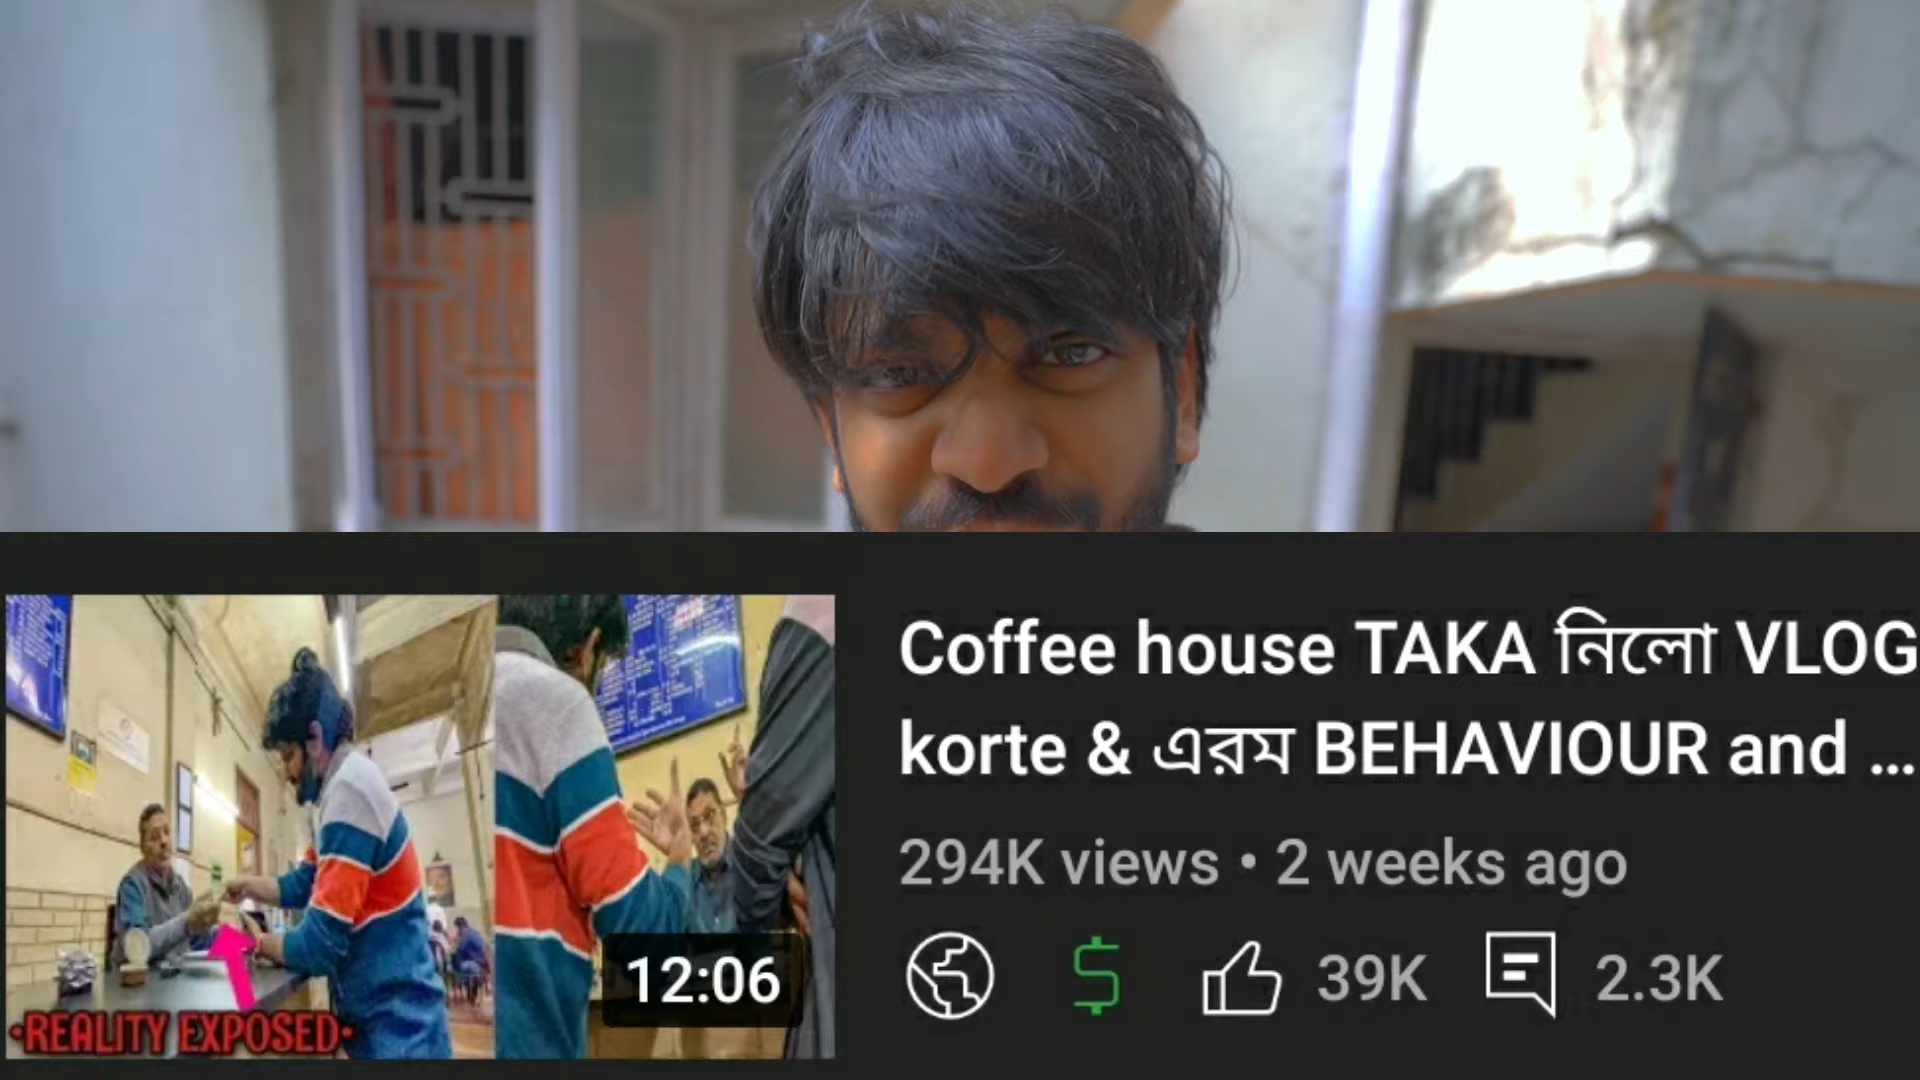 Coffee house TAKA নিলো VLOG
korte & এরম BEHAVIOUR and ...
294K views • 2 weeks ago
39K 2.3K
12:06
•REALITY EXPOSED•